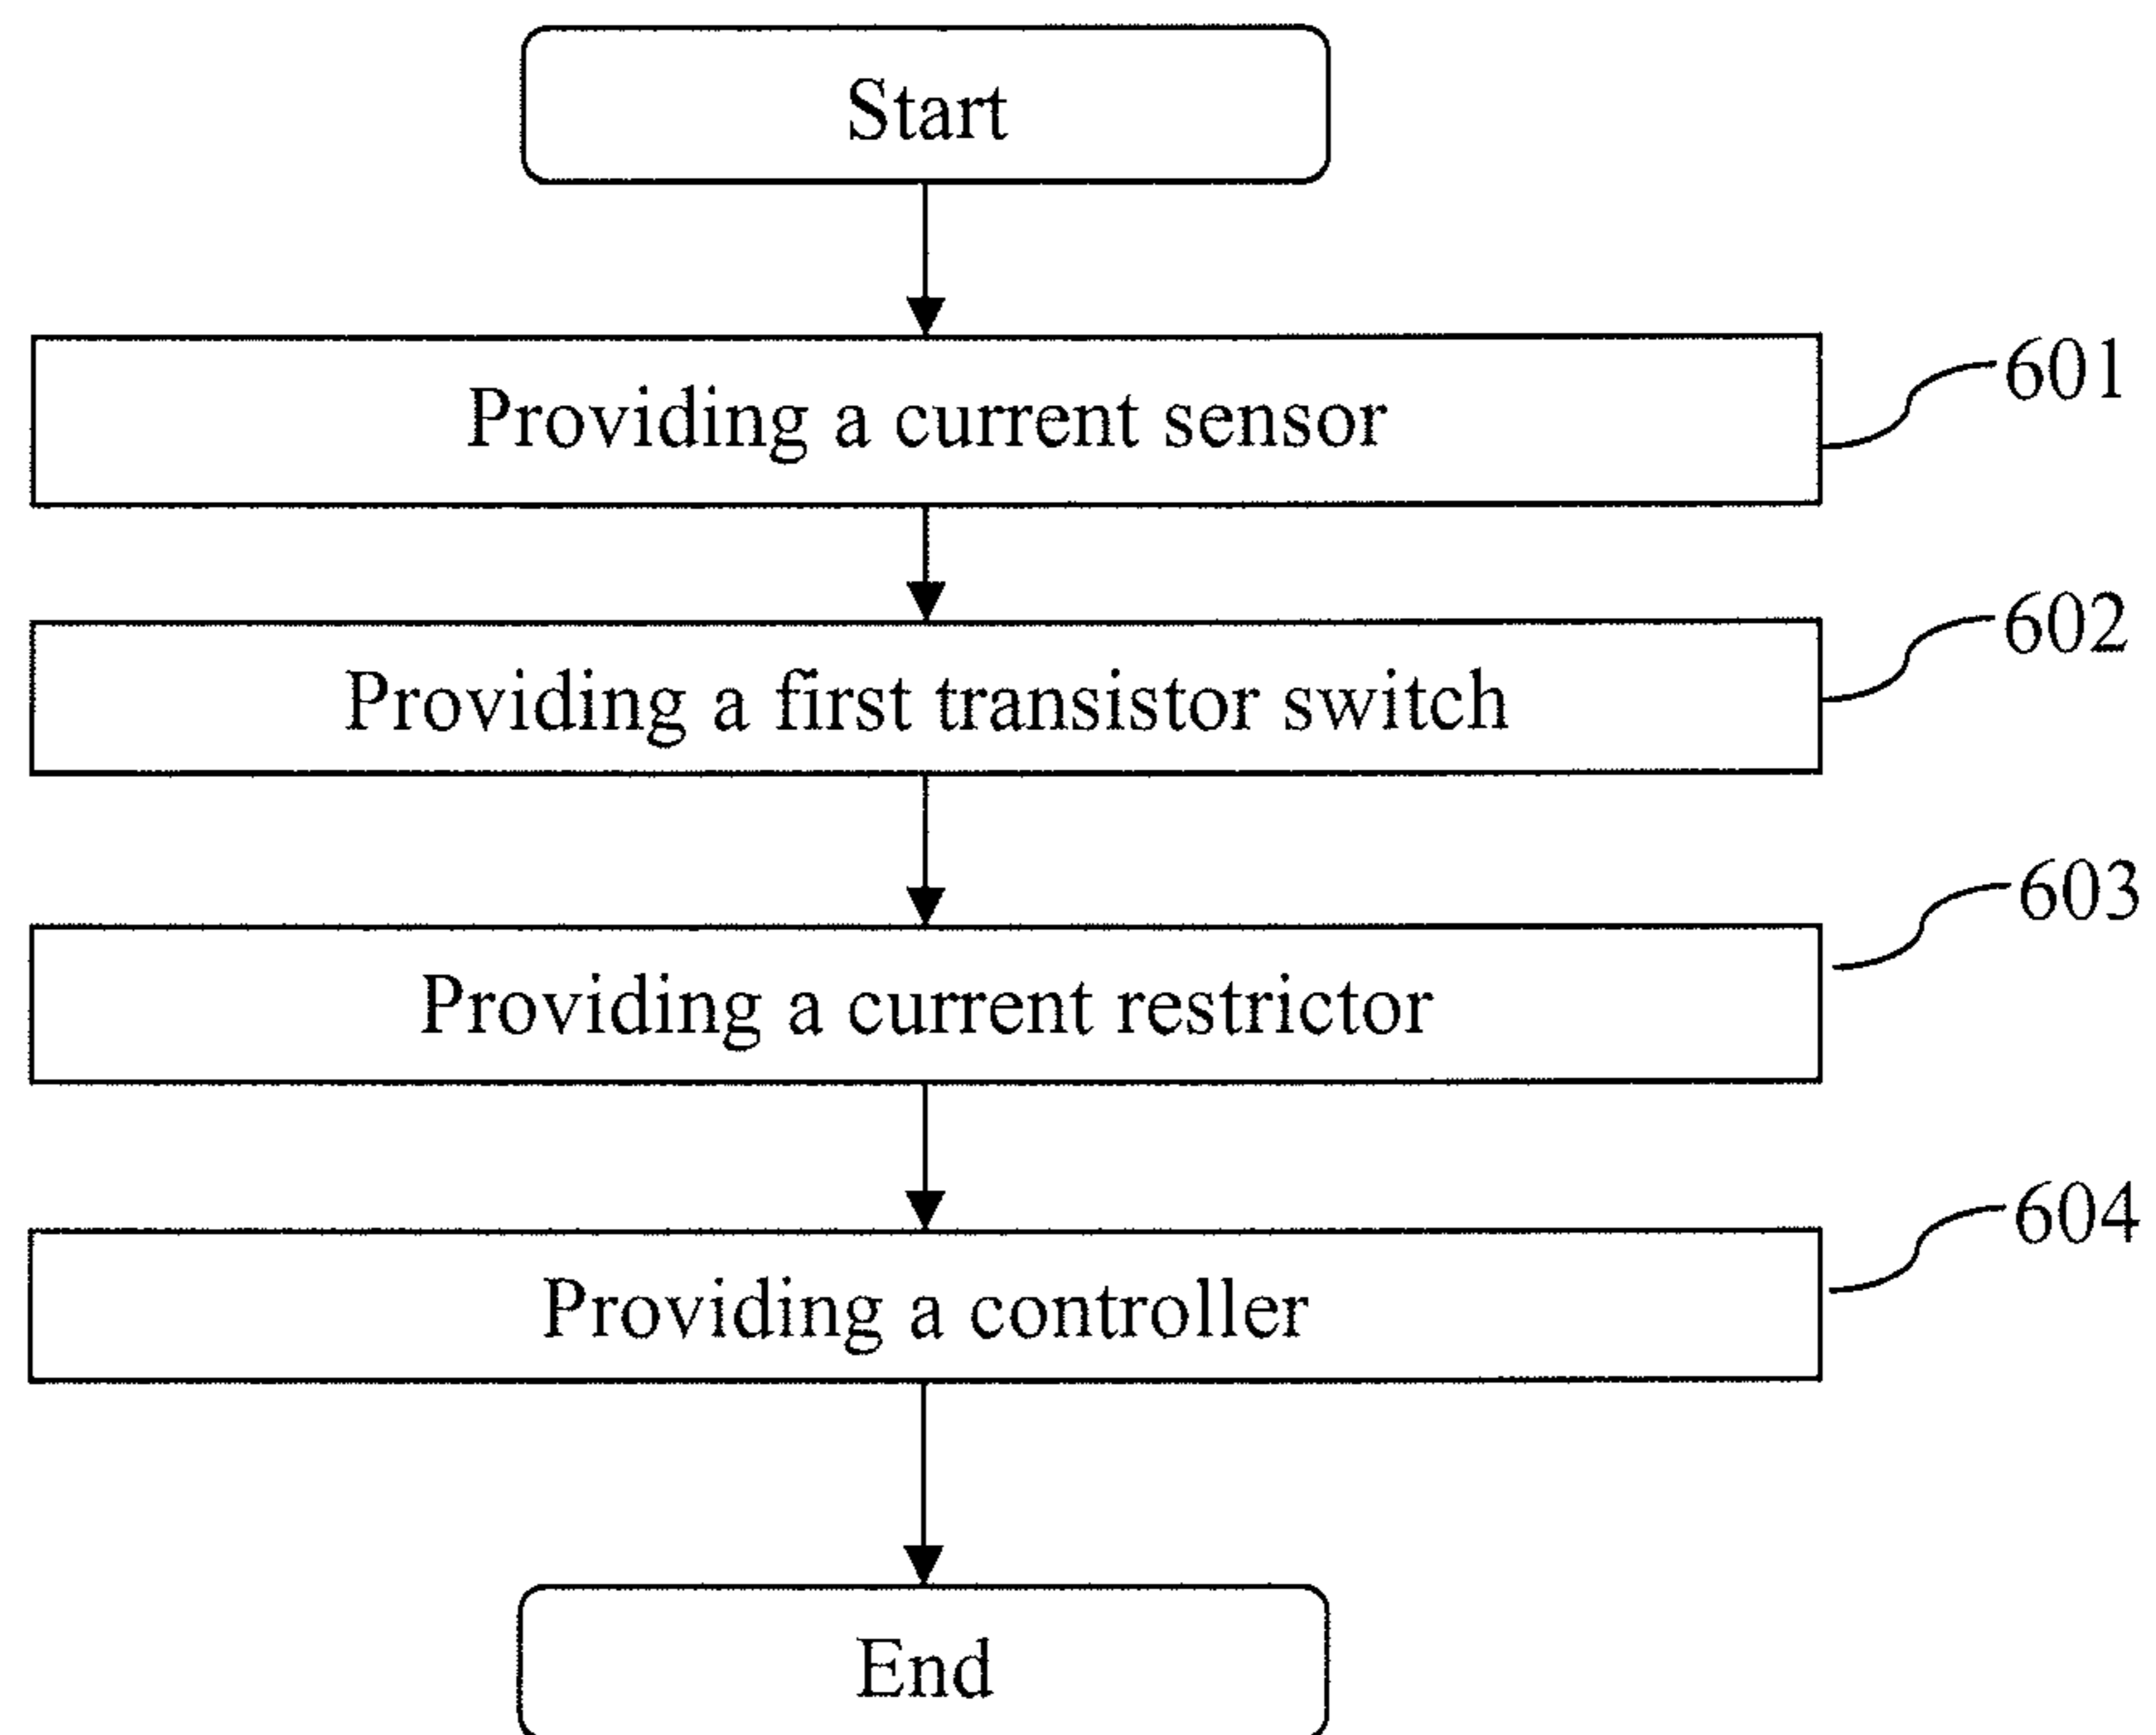 Start
Providing a current sensor
601
Providing a first transistor switch
602
Providing a current restrictor
603
Providing a controller
604
End